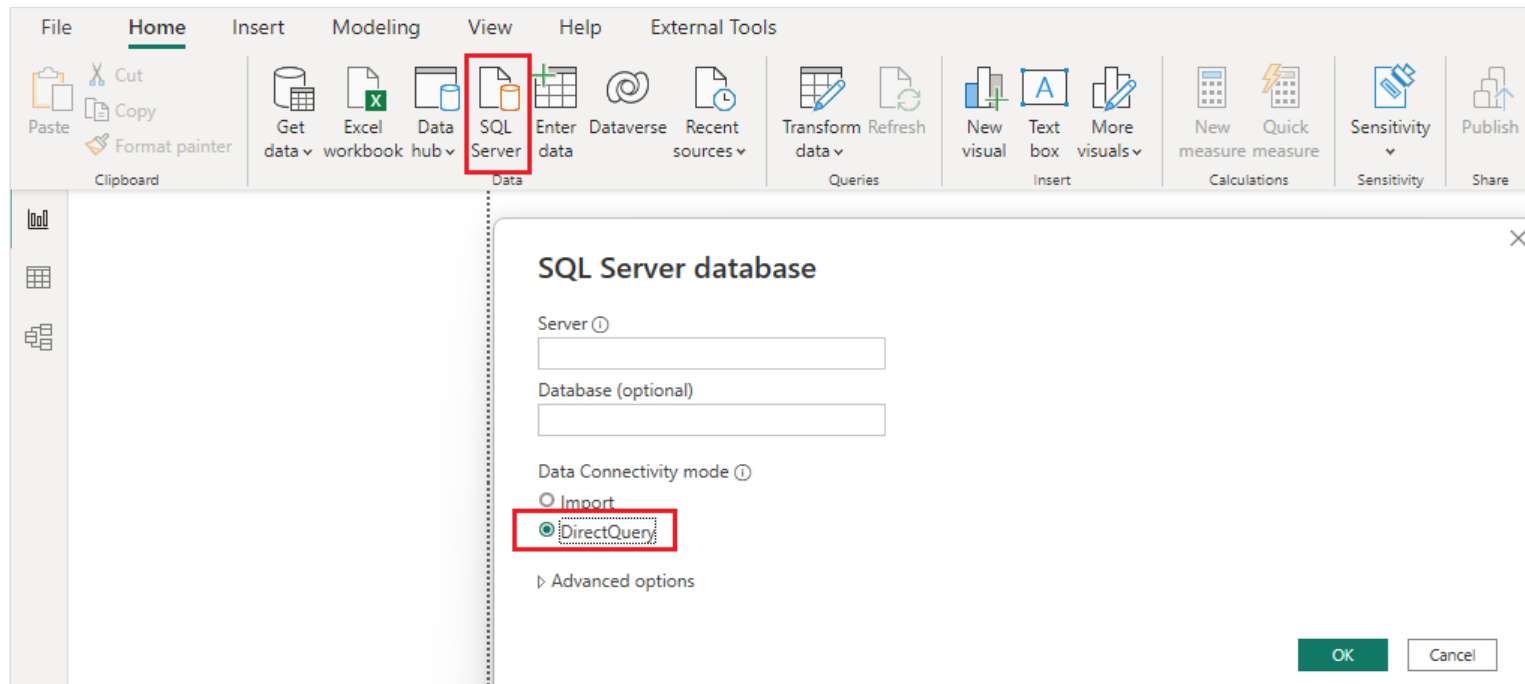 File Home Insert Modeling View Help External Tools
Paste
Cut
Copy
Format painter
Clipboard
Get data
Excel workbook
Data hub
SQL Server
Enter data
Dataverse
Recent sources
Data
Transform data
Refresh
Queries
New visual
Text box
A
More visuals
Insert
New measure
Quick measure
Calculations
Sensitivity
Sensitivity
Publish
Share
SQL Server database
Server
Database (optional)
Data Connectivity mode
Import
DirectQuery
Advanced options
OK Cancel